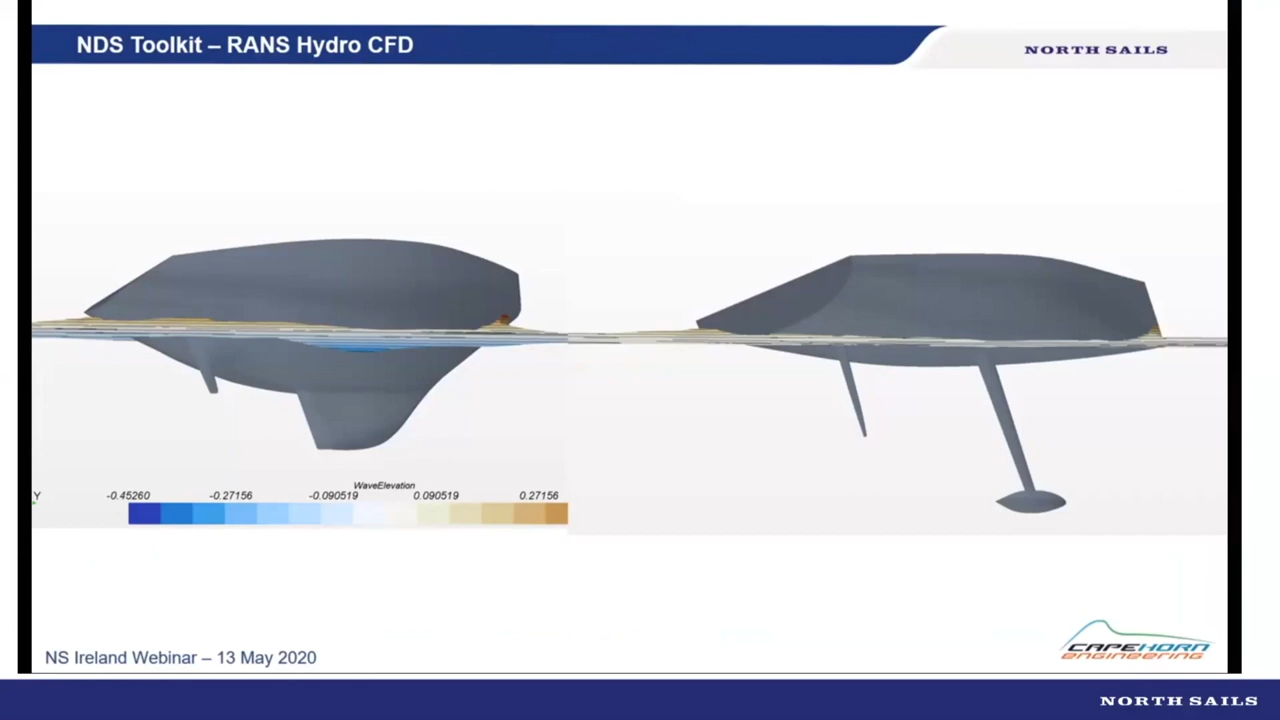 NDS Toolkit – RANS Hydro CFD
NORTH SAILS
WaveElevation
Y
-0.45260 -0.27156 -0.090519 0.090519 0.27156
NS Ireland Webinar – 13 May 2020
CAPEHORN
engineering
NORTH SAILS